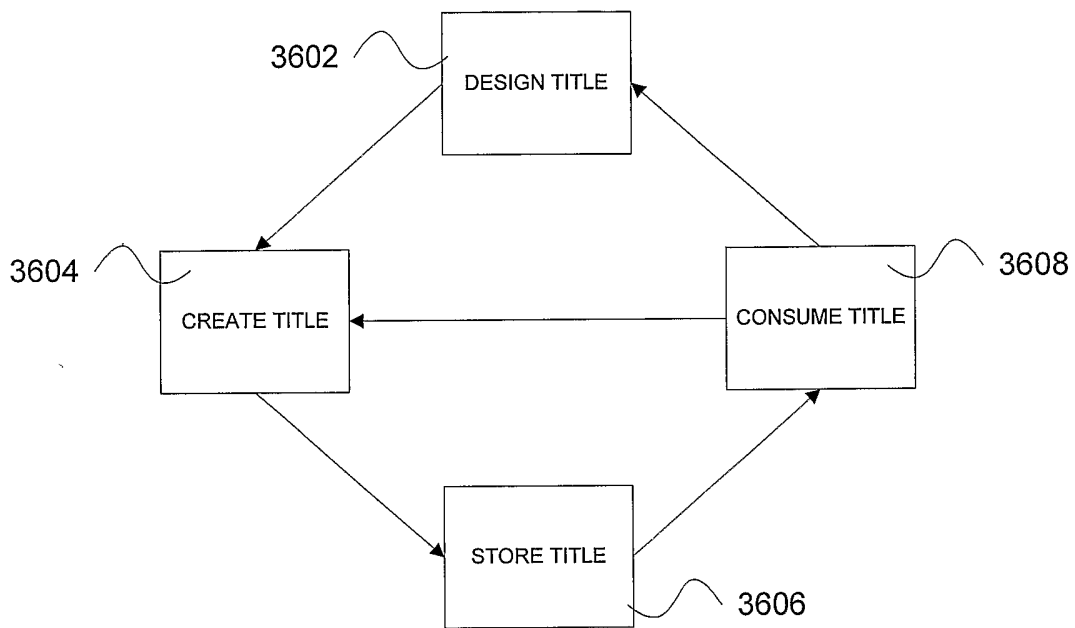 3602
DESIGN TITLE
3604
CREATE TITLE
CONSUME TITLE
3608
STORE TITLE
3606